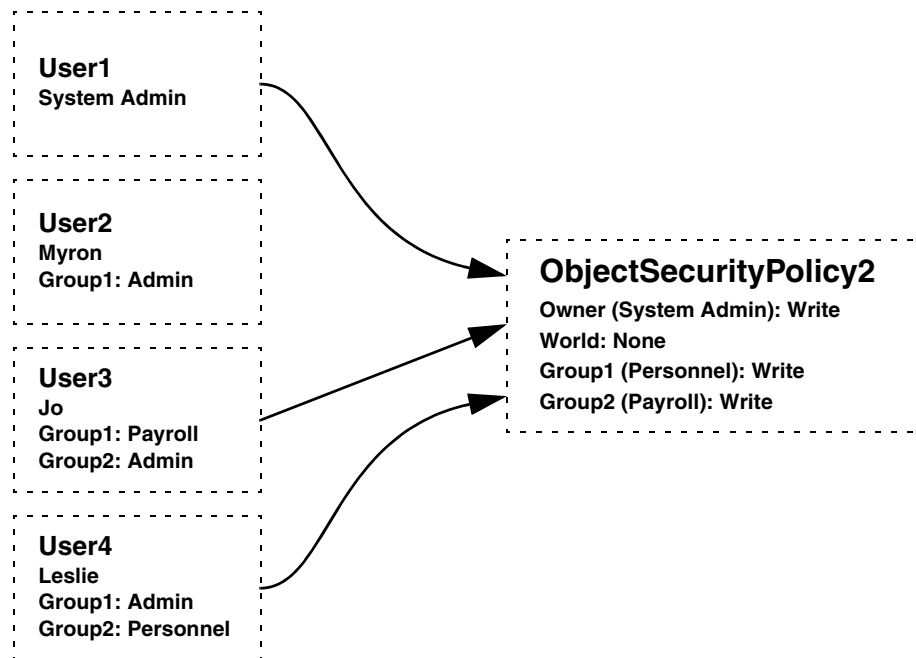 User1
System Admin
User2
Myron
Group1: Admin
User3
Jo
Group1: Payroll
Group2: Admin
User4
Leslie
Group1: Admin
Group2: Personnel
ObjectSecurityPolicy2
Owner (System Admin): Write
World: None
Group1 (Personnel): Write
Group2 (Payroll): Write